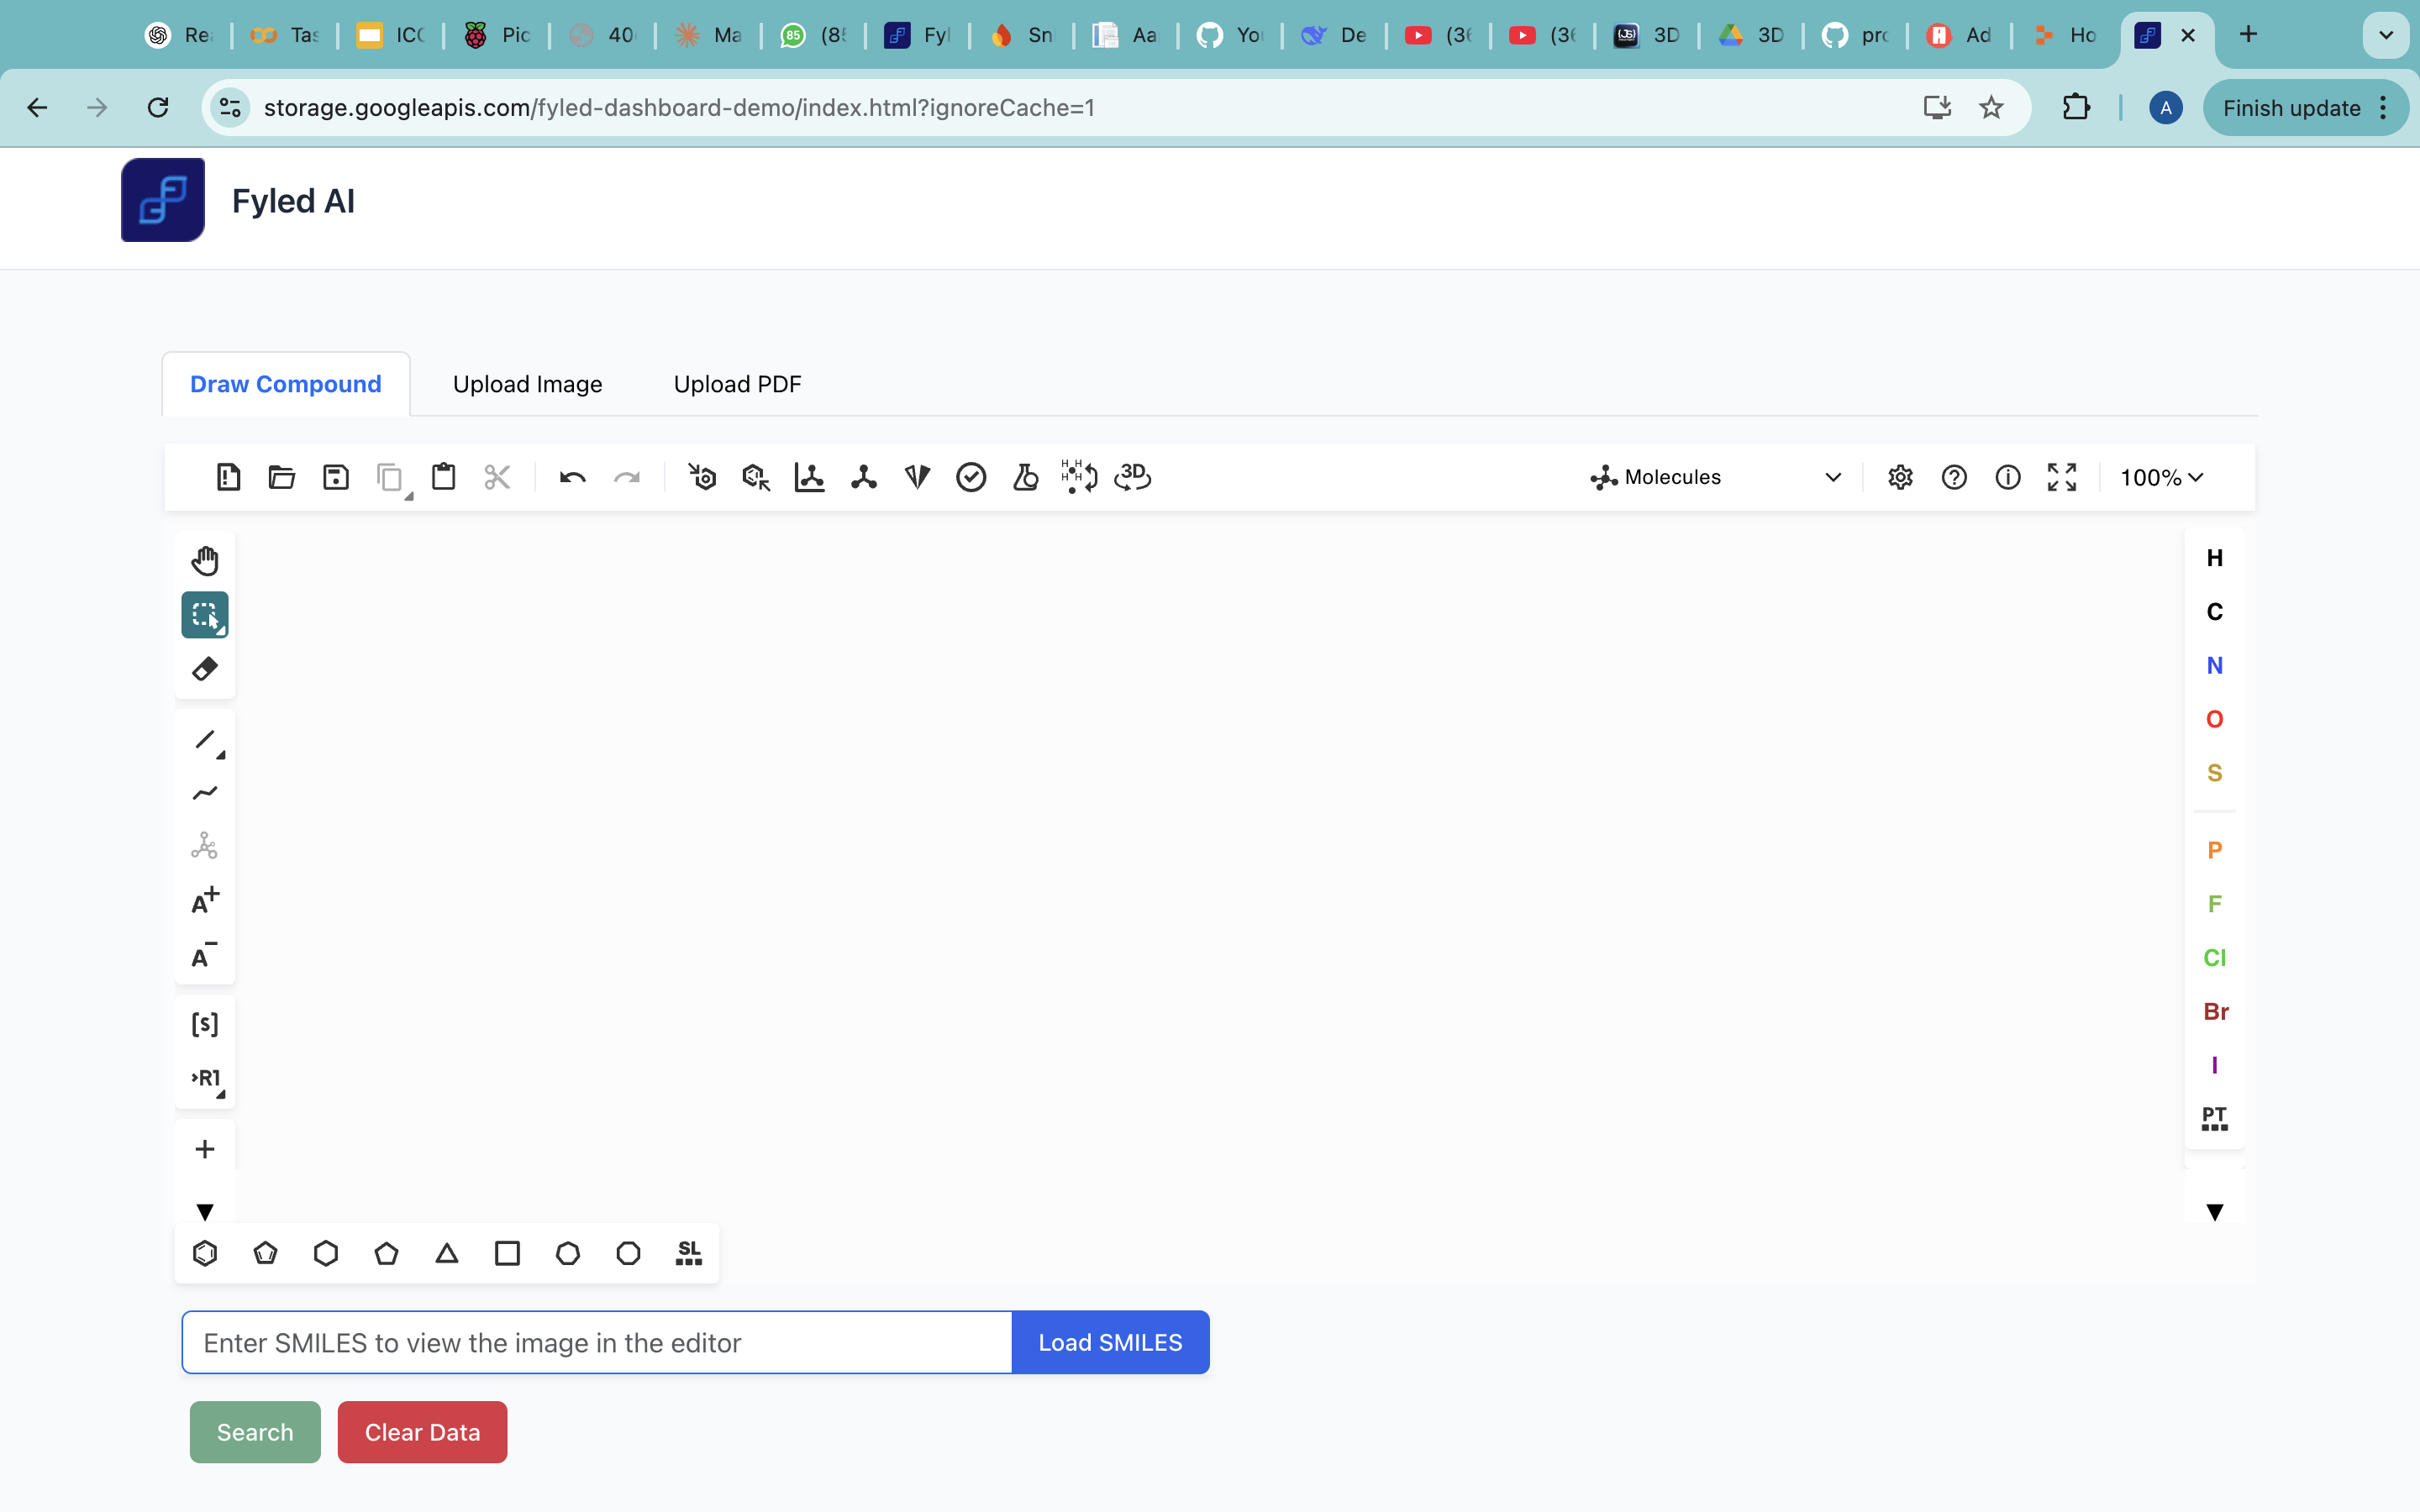 Re Tas ICC Pic 40 Ma 85 (8 Fyl Sn Aa Yo De (36 (36 JS 3D 3D pro Ad Ho
storage.googleapis.com/fyled-dashboard-demo/index.html?ignoreCache=1 A Finish update
Fyled AI
Draw Compound Upload Image Upload PDF
H H H H 3D Molecules 100%
H
C
N
O
S
P
F
Cl
Br
I
PT
A+
A−
[S]
>R1
+
SL
Enter SMILES to view the image in the editor Load SMILES
Search Clear Data